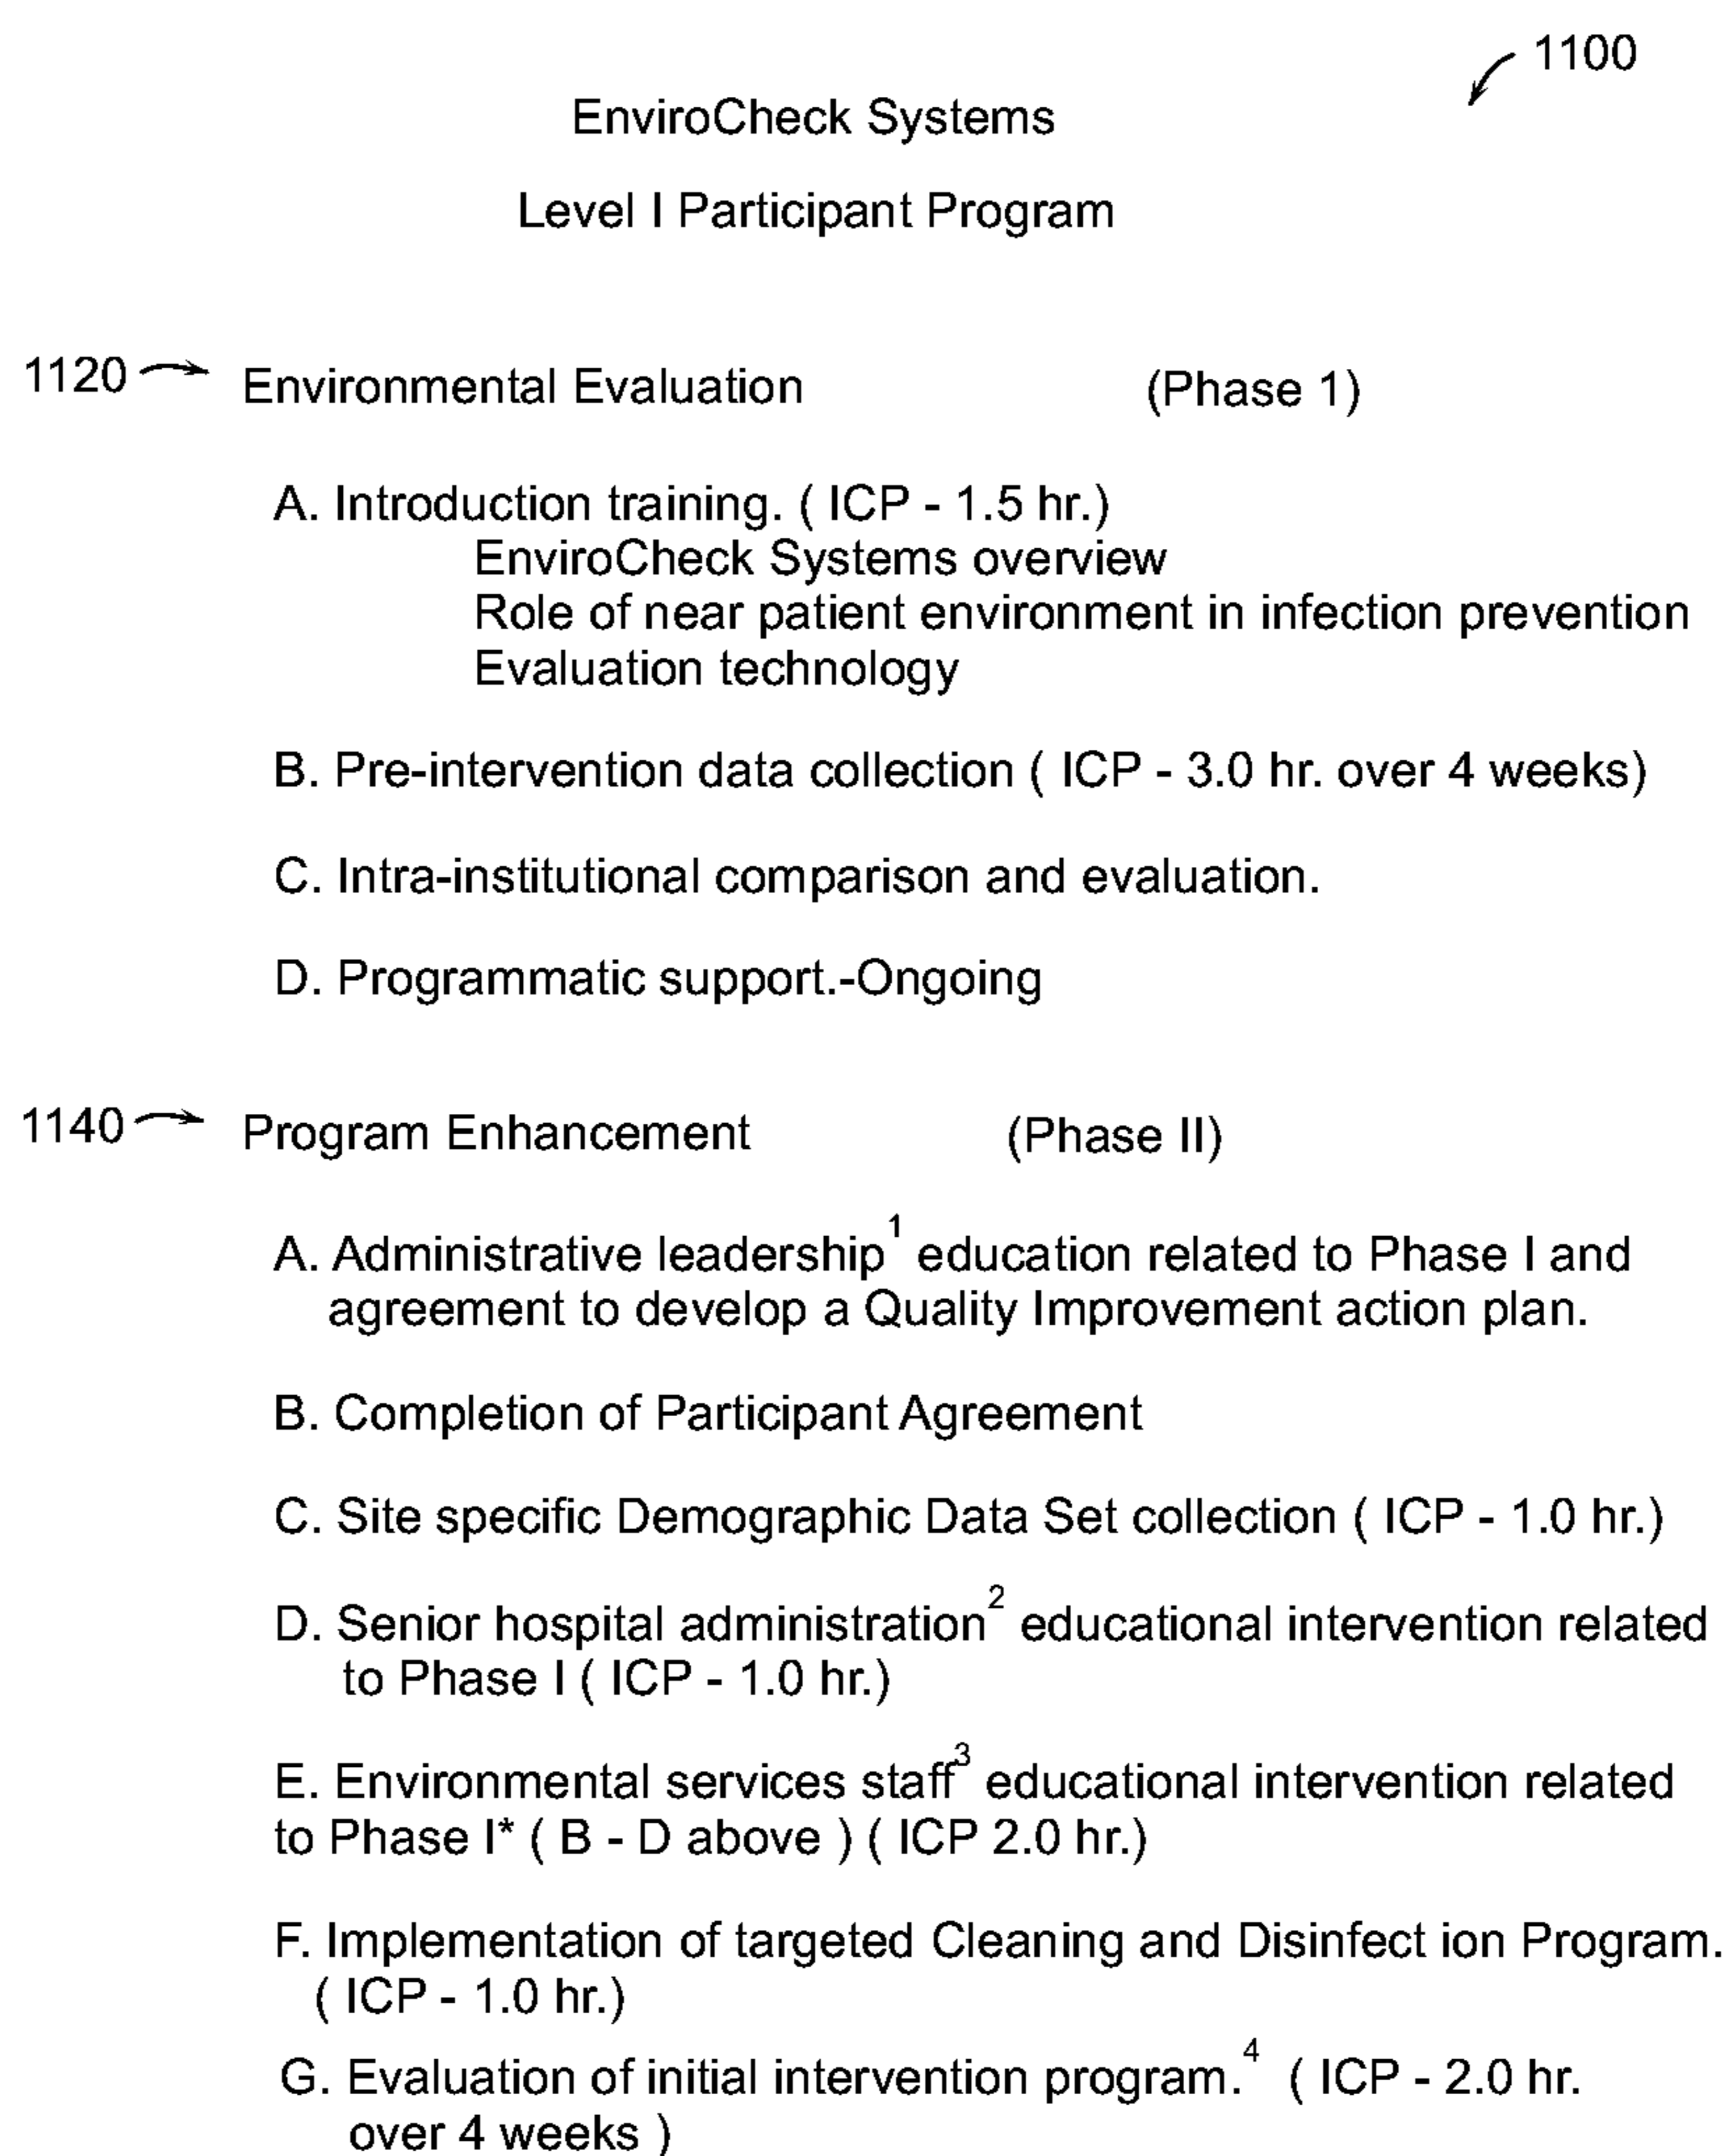 1100
EnviroCheck Systems
Level I Participant Program
1120 Environmental Evaluation (Phase 1)
A. Introduction training. ( ICP - 1.5 hr.)
EnviroCheck Systems overview
Role of near patient environment in infection prevention
Evaluation technology
B. Pre-intervention data collection ( ICP - 3.0 hr. over 4 weeks)
C. Intra-institutional comparison and evaluation.
D. Programmatic support.-Ongoing
1140 Program Enhancement (Phase II)
A. Administrative leadership1 education related to Phase I and
agreement to develop a Quality Improvement action plan.
B. Completion of Participant Agreement
C. Site specific Demographic Data Set collection ( ICP - 1.0 hr.)
D. Senior hospital administration2 educational intervention related
to Phase I ( ICP - 1.0 hr.)
E. Environmental services staff3 educational intervention related
to Phase I* ( B - D above ) ( ICP 2.0 hr.)
F. Implementation of targeted Cleaning and Disinfect ion Program.
( ICP - 1.0 hr.)
G. Evaluation of initial intervention program.4 ( ICP - 2.0 hr.
over 4 weeks )